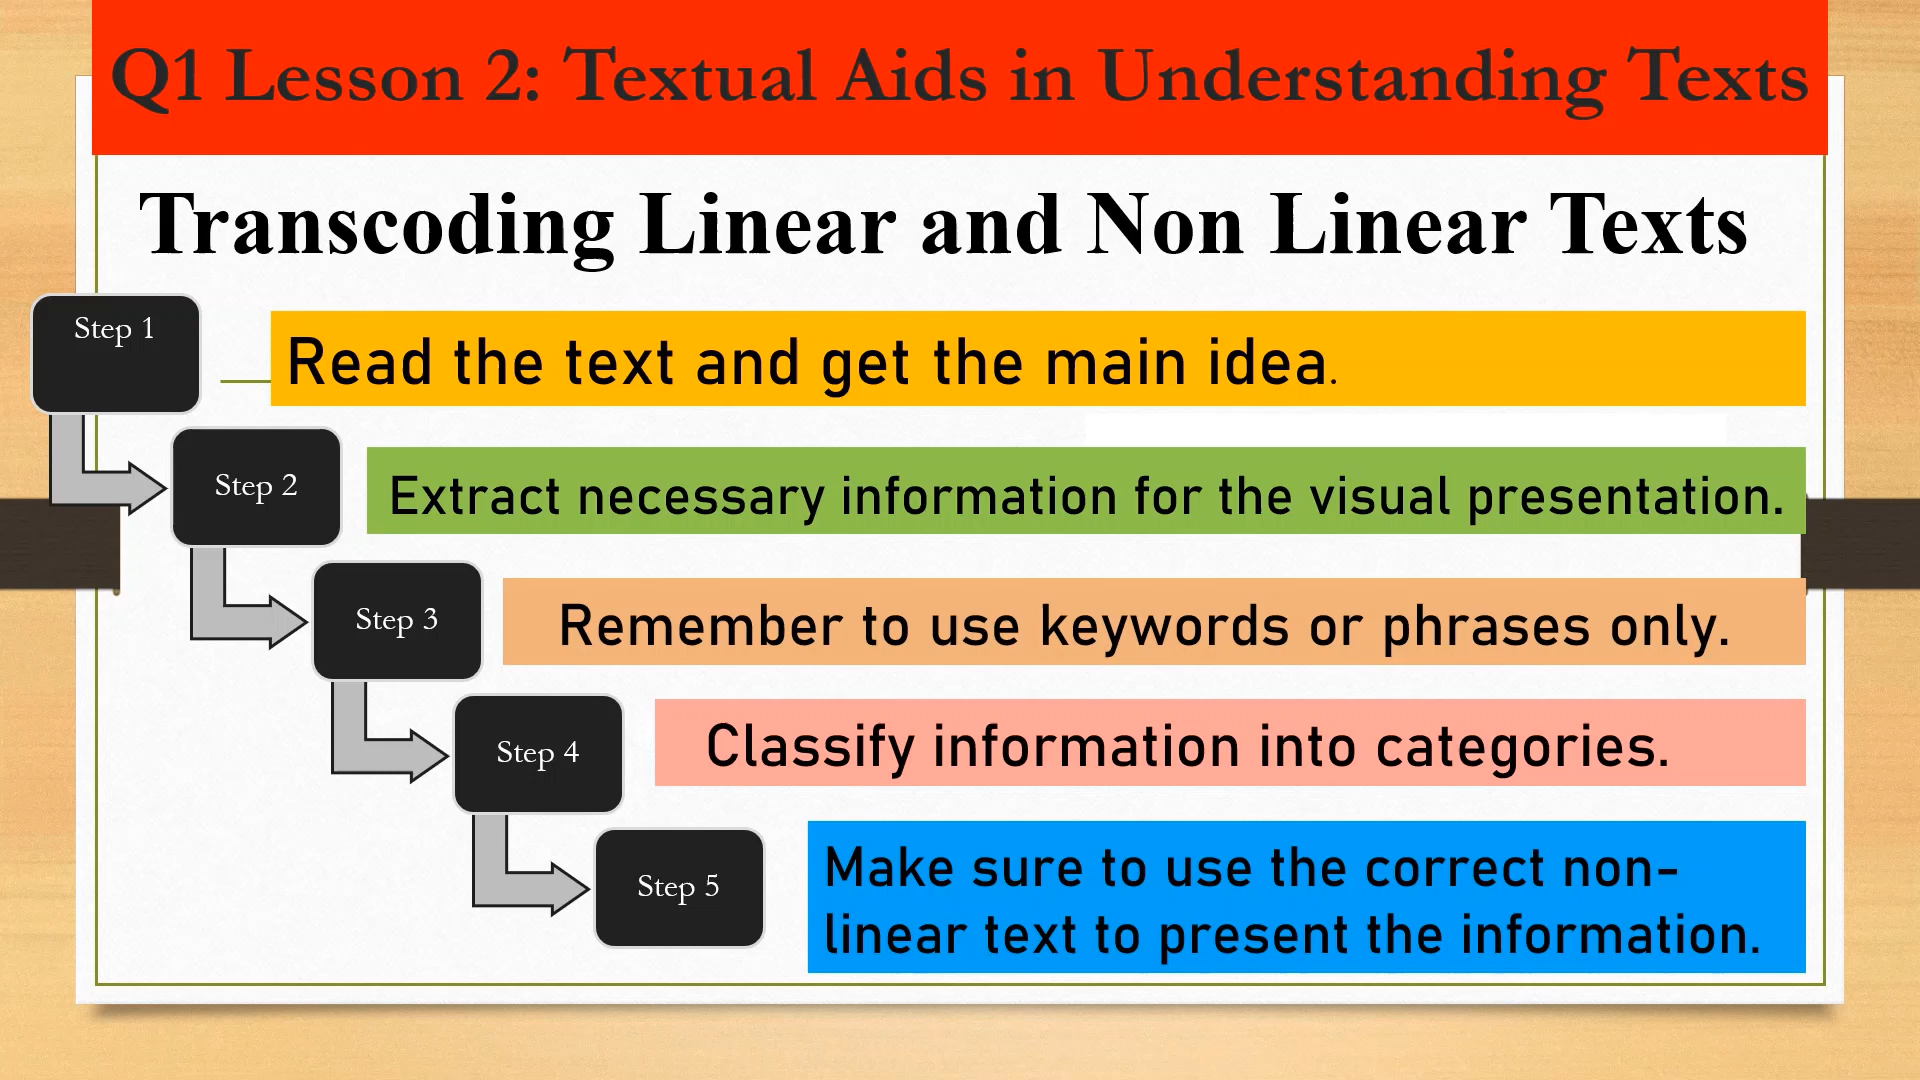 Q1 Lesson 2: Textual Aids in Understanding Texts
Transcoding Linear and Non Linear Texts
Step 1
Read the text and get the main idea.
Step 2
Extract necessary information for the visual presentation.
Step 3
Remember to use keywords or phrases only.
Step 4
Classify information into categories.
Step 5
Make sure to use the correct non-
linear text to present the information.